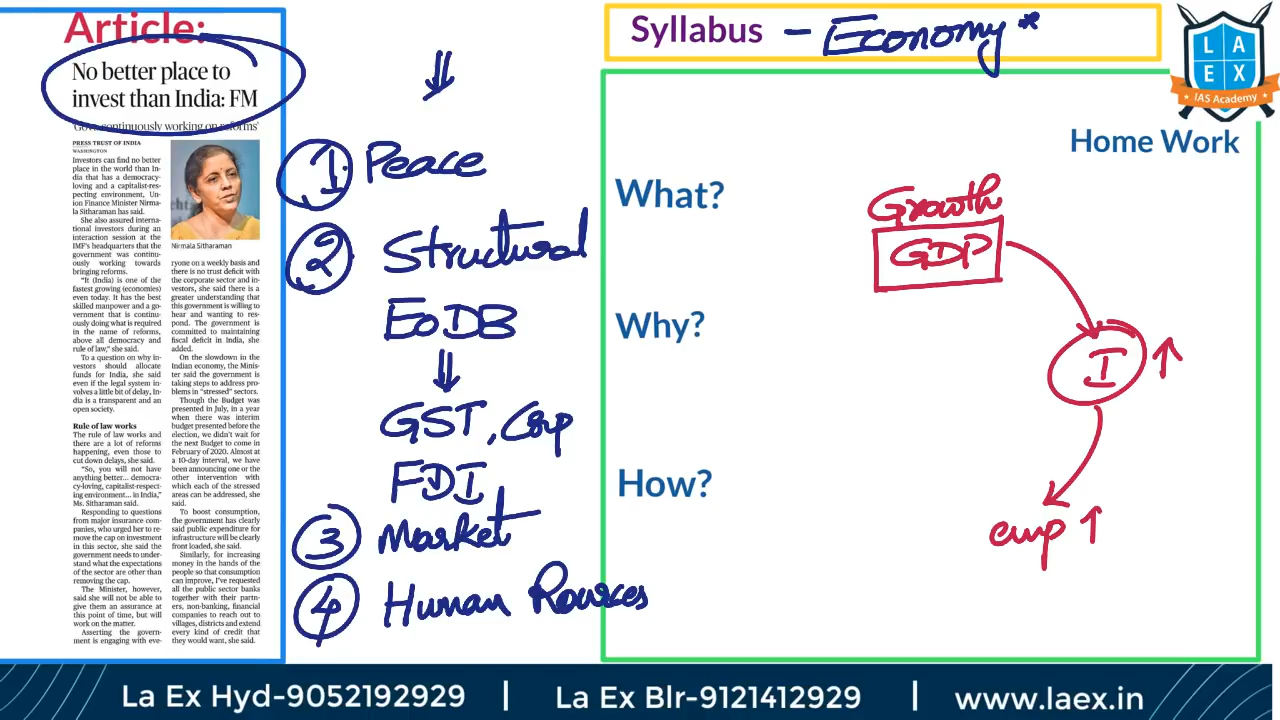 Article:
No better place to
invest than India: FM
'Govt. continuously working on reforms'
PRESS TRUST OF INDIA
WASHINGTON
Investors can find no better
place in the world than In-
dia that has a democracy-
loving and a capitalist-res-
pecting environment, Un-
ion Finance Minister Nirma-
la Sitharaman has said.
She also assured interna-
tional investors during an
interaction session at the
IMF's headquarters that the
government was continu-
ously working towards
bringing reforms.
"It (India) is one of the
fastest growing (economies)
even today. It has the best
skilled manpower and a go-
vernment that is continu-
ously doing what is required
in the name of reforms,
above all democracy and
rule of law," she said.
To a question on why in-
vestors should allocate
funds for India, she said
even if the legal system in-
volves a little bit of delay, In-
dia is a transparent and an
open society.
Rule of law works
The rule of law works and
there are a lot of reforms
happening, even those to
cut down delays, she said.
"So, you will not have
anything better... democra-
cy-loving, capitalist-respect-
ing environment... in India,"
Ms. Sitharaman said.
Responding to questions
from major insurance com-
panies, who urged her to re-
move the cap on investment
in this sector, she said the
government needs to under-
stand what the expectations
of the sector are other than
removing the cap.
The Minister, however,
said she will not be able to
give them an assurance at
this point of time, but will
work on the matter.
Asserting the govern-
ment is engaging with eve-
Nirmala Sitharaman
ryone on a weekly basis and
there is no trust deficit with
the corporate sector and in-
vestors, she said there is a
greater understanding that
this government is willing to
hear and wanting to res-
pond. The government is
committed to maintaining
fiscal deficit in India, she
added.
On the slowdown in the
Indian economy, the Minis-
ter said the government is
taking steps to address pro-
blems in "stressed" sectors.
Though the Budget was
presented in July, in a year
when there was interim
budget presented before the
election, we didn't wait for
the next Budget to come in
February of 2020. Almost at
a 10-day interval, we have
been announcing one or the
other intervention with
which each of the stressed
areas can be addressed, she
said.
To boost consumption,
the government has clearly
said public expenditure for
infrastructure will be clearly
front loaded, she said.
Similarly, for increasing
money in the hands of the
people so that consumption
can improve, I've requested
all the public sector banks
together with their part-
ners, non-banking, financial
companies to reach out to
villages, districts and extend
every kind of credit that
they would want, she said.
1. Peace
2 Structural
EoDB
GST, Corp
FDI
3 Market
4 Human Rources
Syllabus - Economy*
LAEX
IAS Academy
Home Work
What?
Why?
How?
Growth
GDP
I ↑
emp ↑
La Ex Hyd-9052192929 | La Ex Blr-9121412929 | www.laex.in